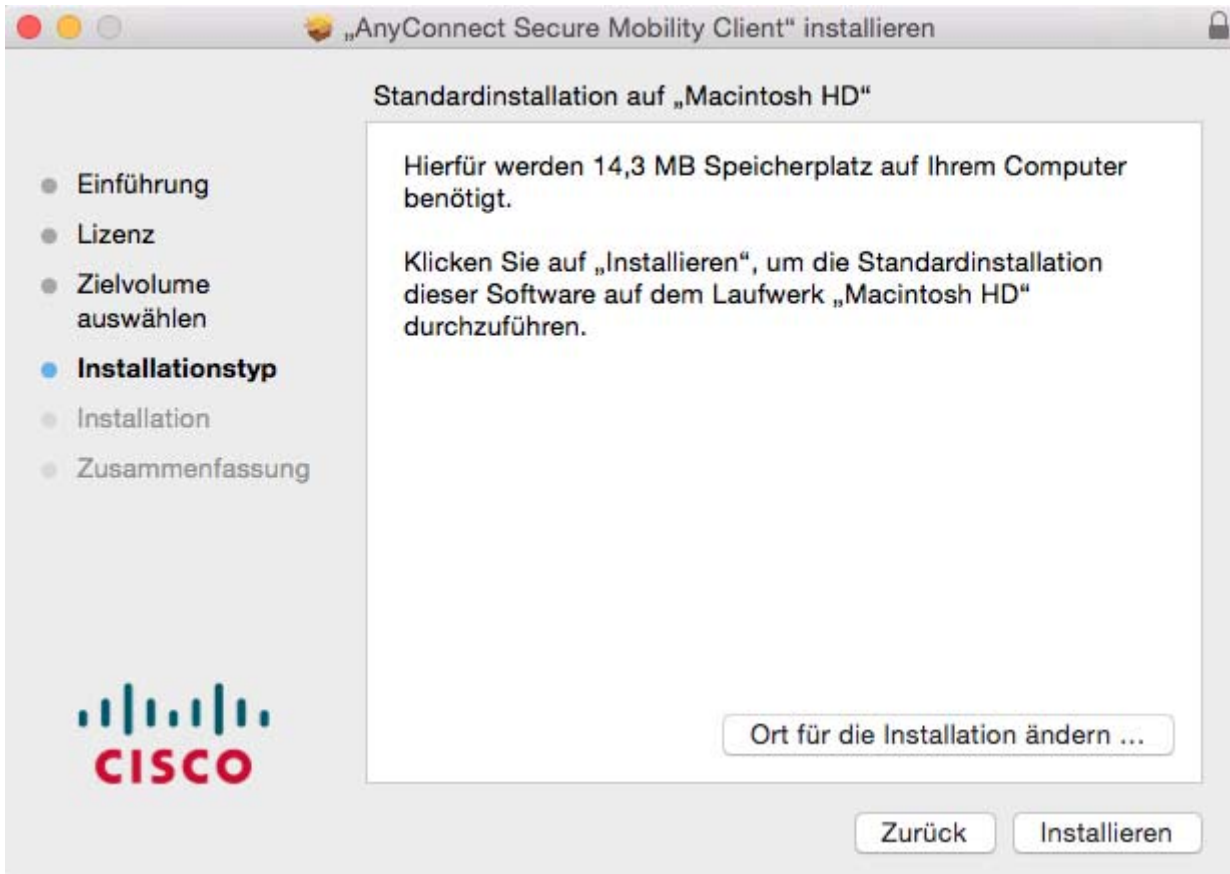 „AnyConnect Secure Mobility Client“ installieren
Standardinstallation auf „Macintosh HD“
Einführung
Lizenz
Zielvolume
auswählen
Installationstyp
Installation
Zusammenfassung
Hierfür werden 14,3 MB Speicherplatz auf Ihrem Computer
benötigt.
Klicken Sie auf „Installieren“, um die Standardinstallation
dieser Software auf dem Laufwerk „Macintosh HD“
durchzuführen.
Ort für die Installation ändern ...
CISCO
Zurück
Installieren